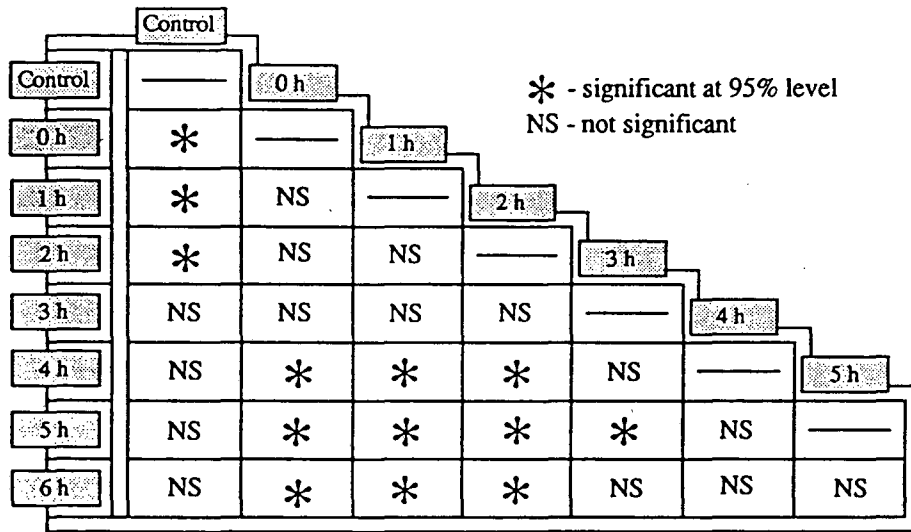 Control
Control 0 h
✱ - significant at 95% level
NS - not significant
0 h ✱ 1 h
1 h ✱ NS 2 h
2 h ✱ NS NS 3 h
3 h NS NS NS NS 4 h
4 h NS ✱ ✱ ✱ NS 5 h
5 h NS ✱ ✱ ✱ ✱ NS
6 h NS ✱ ✱ ✱ NS NS NS